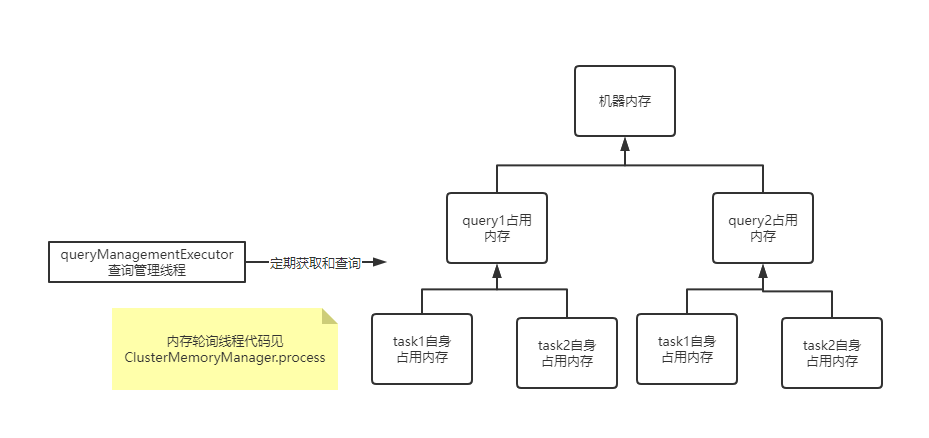 机器内存
query1占用
内存
query2占用
内存
queryManagementExecutor
查询管理线程
定期获取和查询
内存轮询线程代码见
ClusterMemoryManager.process
task1自身
占用内存
task2自身
占用内存
task1自身
占用内存
task2自身
占用内存